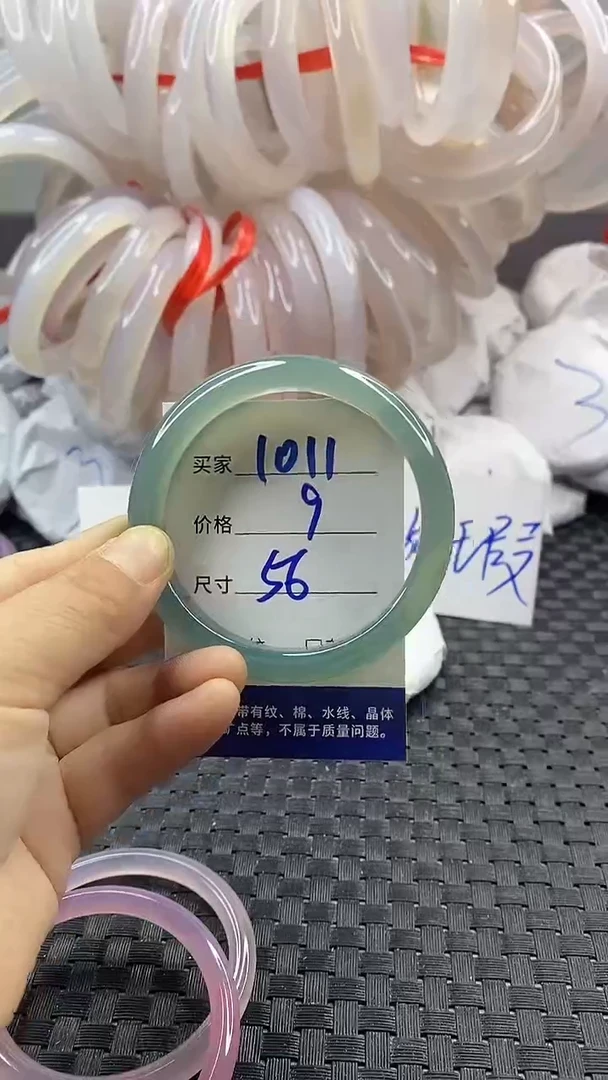 买家 1011
价格 9
尺寸 56
带有纹、棉、水线、晶体
点等，不属于质量问题。
3